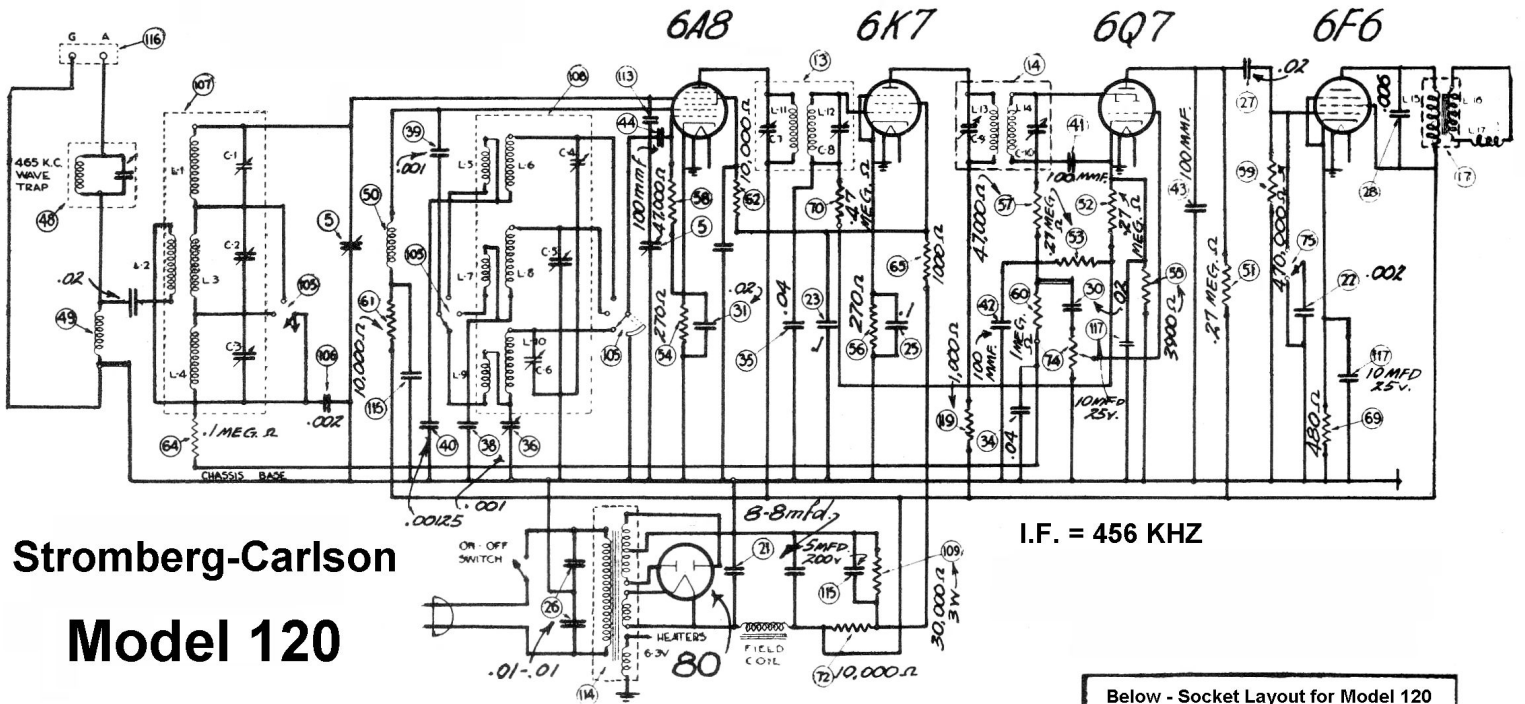 6A8
6K7
6Q7
6F6
G A
116
107
108
113
13
14
465 K.C.
WAVE
TRAP
48
C-1
C-2
C-3
L-2
L-3
L-4
5
.02
49
105
106
.002
64
.1 MEG. Ω
CHASSIS BASE
39
.001
50
61
10,000 Ω
115
L-5
L-6
L-7
L-8
L-9
L-10
C-4
C-5
C-6
105
105
40
38
36
.00125
.001
44
100mmf.
47,000 Ω
58
5
270 Ω
54
31
.02
10,000 Ω
62
C-7
L-11
L-12
C-8
70
4.7
MEG. Ω
.04
35
23
.1
270 Ω
56
25
.1
65
1000 Ω
L-13
L-14
C-9
C-10
41
100 MMF.
47,000 Ω
57
.27 MEG. Ω
53
52
.27
MEG. Ω
42
100
MMF.
60
1 MEG.
Ω
30
.02
74
117
10 MFD
25v.
1,000 Ω
119
34
.04
55
3900 Ω
43
100 MMF.
51
.27 MEG. Ω
.02
27
59
470,000 Ω
75
22
.002
117
10 MFD
25v.
480 Ω
69
.006
28
L-15
L-16
L-17
17
Stromberg-Carlson
Model 120
ON-OFF
SWITCH
26
.01-.01
114
HEATERS
6.3V
80
21
8-8mfd.
FIELD
COIL
5 MFD.
200v
115
109
30,000 Ω
3 W
72
10,000 Ω
I.F. = 456 KHZ
Below - Socket Layout for Model 120